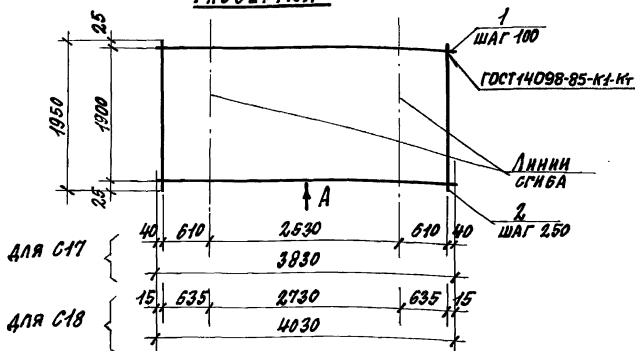 25
1
ШАГ 100
ГОСТ14098-85-К1-Кт
1950
1900
Линии
сгиба
25
А
2
ШАГ 250
для С17
40 610 2530 610 40
3830
для С18
15 635 2730 635 15
4030